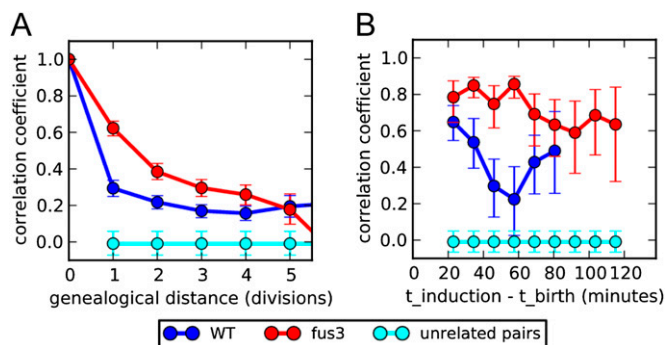 A
correlation coefficient
1.0
0.8
0.6
0.4
0.2
0.0
0 1 2 3 4 5
genealogical distance (divisions)
B
correlation coefficient
1.0
0.8
0.6
0.4
0.2
0.0
0 20 40 60 80 100 120
t_induction - t_birth (minutes)
WT fus3 unrelated pairs